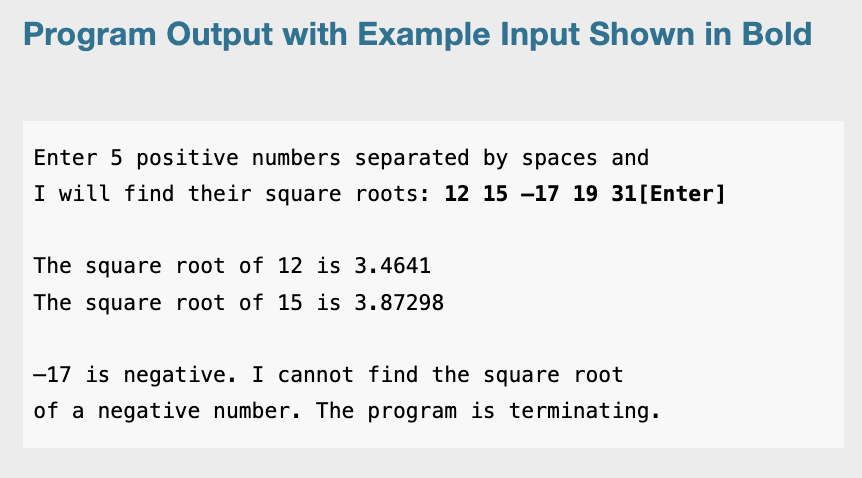 Program Output with Example Input Shown in Bold
Enter 5 positive numbers separated by spaces and
I will find their square roots: 12 15 –17 19 31[Enter]
The square root of 12 is 3.4641
The square root of 15 is 3.87298
–17 is negative. I cannot find the square root
of a negative number. The program is terminating.